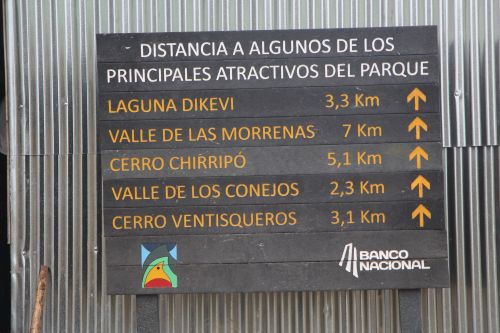 DISTANCIA A ALGUNOS DE LOS
PRINCIPALES ATRACTIVOS DEL PARQUE
LAGUNA DIKEVI 3,3 Km ↑
VALLE DE LAS MORRENAS 7 Km ↑
CERRO CHIRRIPÓ 5,1 Km ↑
VALLE DE LOS CONEJOS 2,3 Km ↑
CERRO VENTISQUEROS 3,1 Km ↑
BANCO
NACIONAL